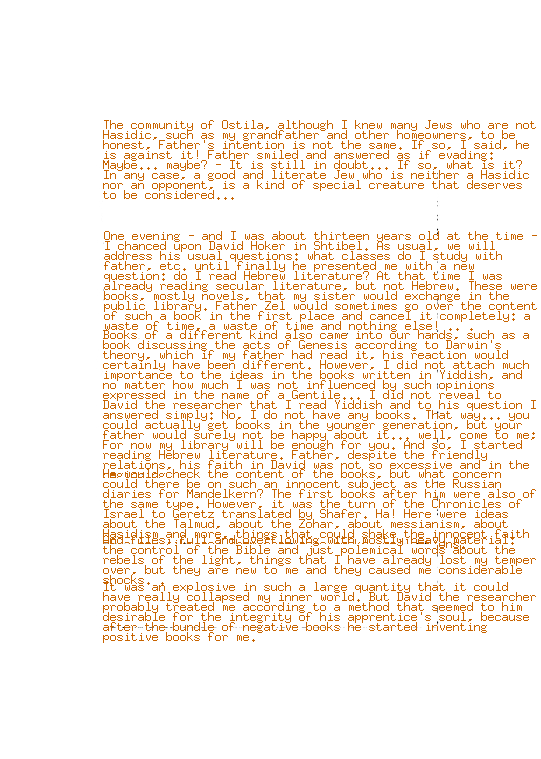 The community of Ostila, although I knew many Jews who are not
Hasidic, such as my grandfather and other homeowners, to be
honest, Father's intention is not the same. If so, I said, he
is against it! Father smiled and answered as if evading:
Maybe... maybe? - It is still in doubt... If so, what is it?
In any case, a good and literate Jew who is neither a Hasidic
nor an opponent, is a kind of special creature that deserves
to be considered...
One evening - and I was about thirteen years old at the time -
I chanced upon David Hoker in Shtibel. As usual, we will
address his usual questions: what classes do I study with
father, etc. until finally he presented me with a new
question: do I read Hebrew literature? At that time I was
already reading secular literature, but not Hebrew. These were
books, mostly novels, that my sister would exchange in the
public library. Father Zel would sometimes go over the content
of such a book in the first place and cancel it completely: a
waste of time, a waste of time and nothing else! . . .
Books of a different kind also came into our hands, such as a
book discussing the acts of Genesis according to Darwin's
theory, which if my father had read it, his reaction would
certainly have been different. However, I did not attach much
importance to the ideas in the books written in Yiddish, and
no matter how much I was not influenced by such opinions
expressed in the name of a Gentile... I did not reveal to
David the researcher that I read Yiddish and to his question I
answered simply: No, I do not have any books. That way... you
could actually get books in the younger generation, but your
father would surely not be happy about it... well, come to me;
For now my library will be enough for you. And so, I started
reading Hebrew literature. Father, despite the friendly
relations, his faith in David was not so excessive and in the
check the content of the books, but what concern
could there be on such an innocent subject as the Russian
diaries for Mandelkern? The first books after him were also of
the same type. However, it was the turn of the Chronicles of
Israel to Geretz translated by Shafer. Ha! Here were ideas
about the Talmud, about the Zohar, about messianism, about
Hasidism and more, things that could shake the innocent faith
And files, full and overflowing with mostly heavy material:
the control of the Bible and just polemical words about the
rebels of the light, things that I have already lost my temper
over, but they are new to me and they caused me considerable
shocks.
It was an explosive in such a large quantity that it could
have really collapsed my inner world. But David the researcher
probably treated me according to a method that seemed to him
desirable for the integrity of his apprentice's soul, because
after the bundle of negative books he started inventing
positive books for me.